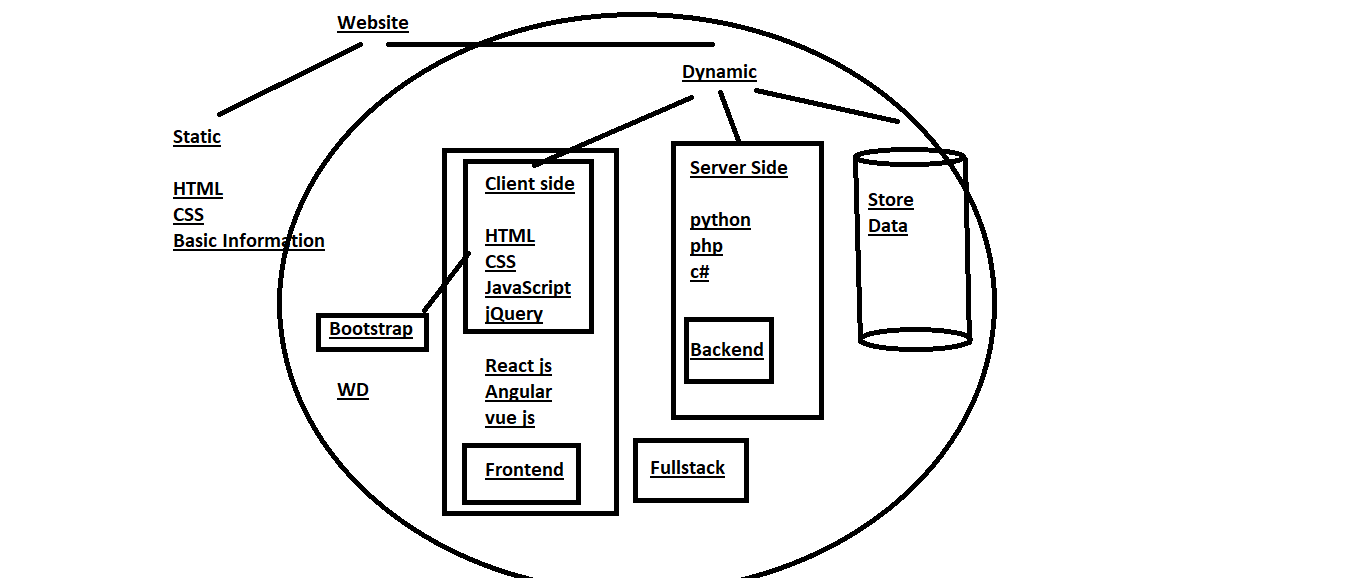 Website
Dynamic
Static
HTML
CSS
Basic Information
Client side
HTML
CSS
JavaScript
jQuery
Bootstrap
WD
React js
Angular
vue js
Frontend
Server Side
python
php
c#
Backend
Fullstack
Store
Data